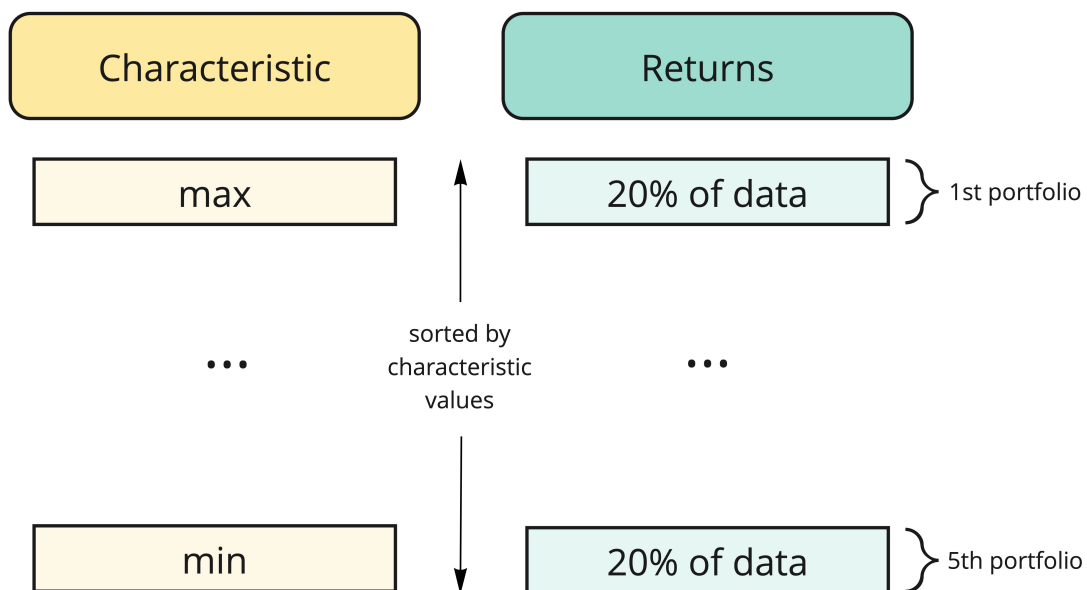 Characteristic
Returns
max
20% of data
1st portfolio
...
sorted by
characteristic
values
...
min
20% of data
5th portfolio